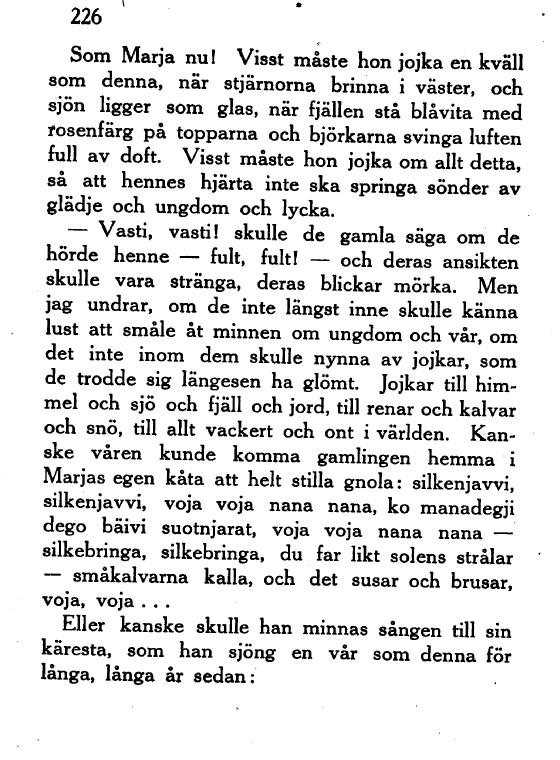 226
Som Marja nu! Visst måste hon jojka en kväll
som denna, när stjärnorna brinna i väster, och
sjön ligger som glas, när fjällen stå blåvita med
rosenfärg på topparna och björkarna svinga luften
full av doft. Visst måste hon jojka om allt detta,
så att hennes hjärta inte ska springa sönder av
glädje och ungdom och lycka.
— Vasti, vasti! skulle de gamla säga om de
hörde henne — fult, fult! — och deras ansikten
skulle vara stränga, deras blickar mörka. Men
jag undrar, om de inte längst inne skulle känna
lust att småle åt minnen om ungdom och vår, om
det inte inom dem skulle nynna av jojkar, som
de trodde sig längesen ha glömt. Jojkar till him-
mel och sjö och fjäll och jord, till renar och kalvar
och snö, till allt vackert och ont i världen. Kan-
ske våren kunde komma gamlingen hemma i
Marjas egen kåta att helt stilla gnola: silkenjavvi,
silkenjavvi, voja voja nana nana, ko manadegji
dego bäivi suotnjarat, voja voja nana nana —
silkebringa, silkebringa, du far likt solens strålar
— småkalvarna kalla, och det susar och brusar,
voja, voja . . .
Eller kanske skulle han minnas sången till sin
käresta, som han sjöng en vår som denna för
långa, långa år sedan: